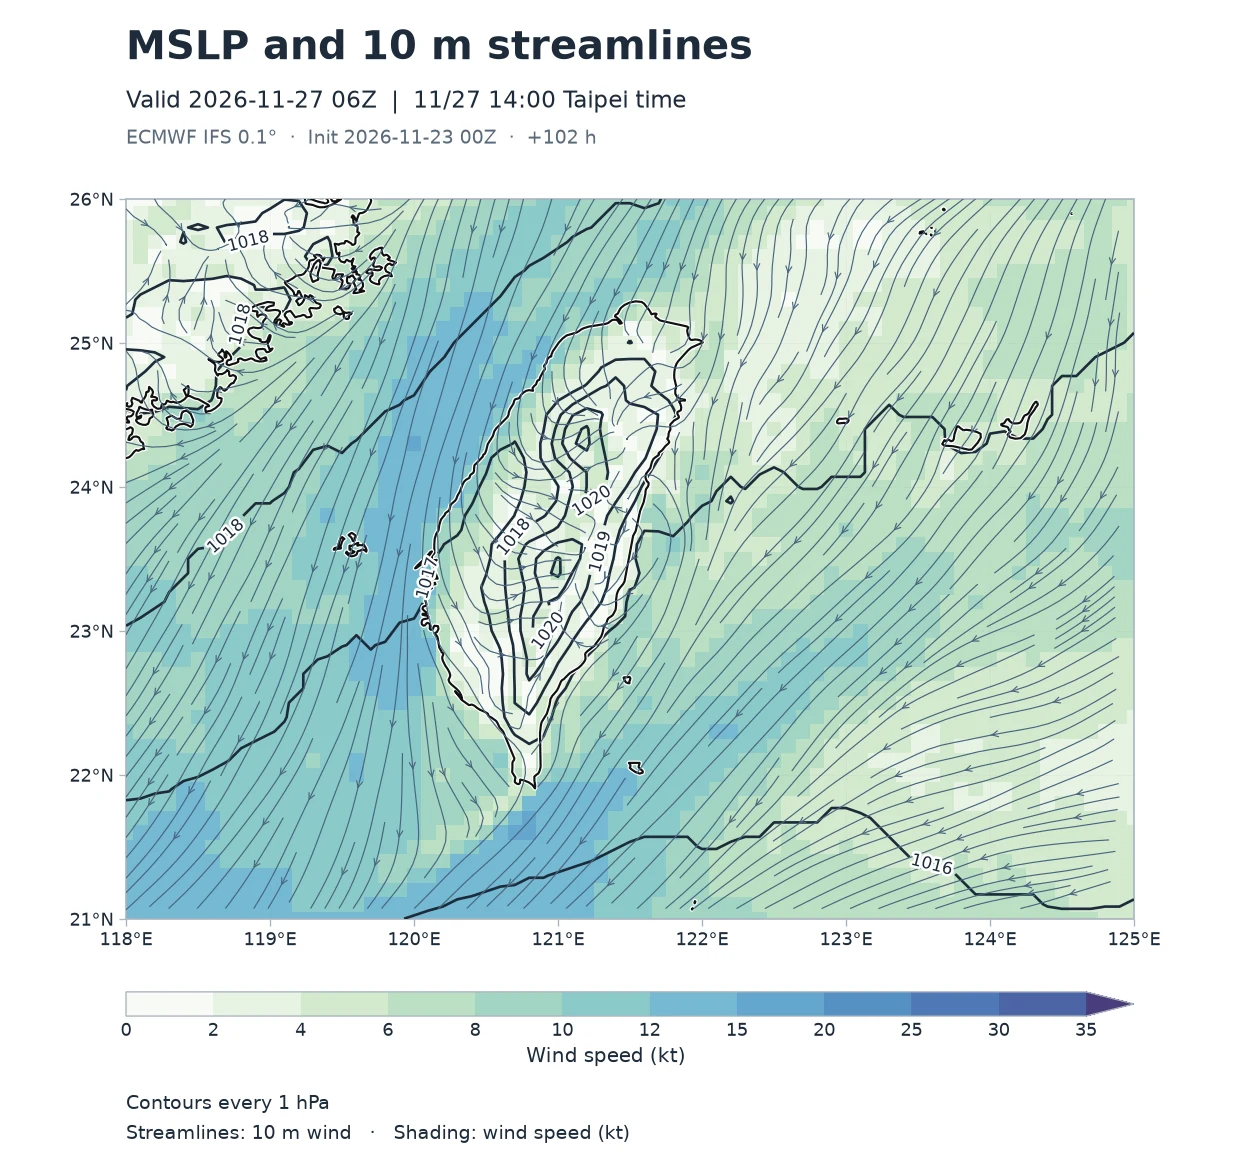 MSLP and 10 m streamlines
Valid 2026-11-27 06Z | 11/27 14:00 Taipei time
ECMWF IFS 0.1° · Init 2026-11-23 00Z · +102 h
26°N
25°N
24°N
23°N
22°N
21°N
1018
1018
1018
1017
1018
1020
1019
1020
1016
118°E 119°E 120°E 121°E 122°E 123°E 124°E 125°E
0 2 4 6 8 10 12 15 20 25 30 35
Wind speed (kt)
Contours every 1 hPa
Streamlines: 10 m wind · Shading: wind speed (kt)